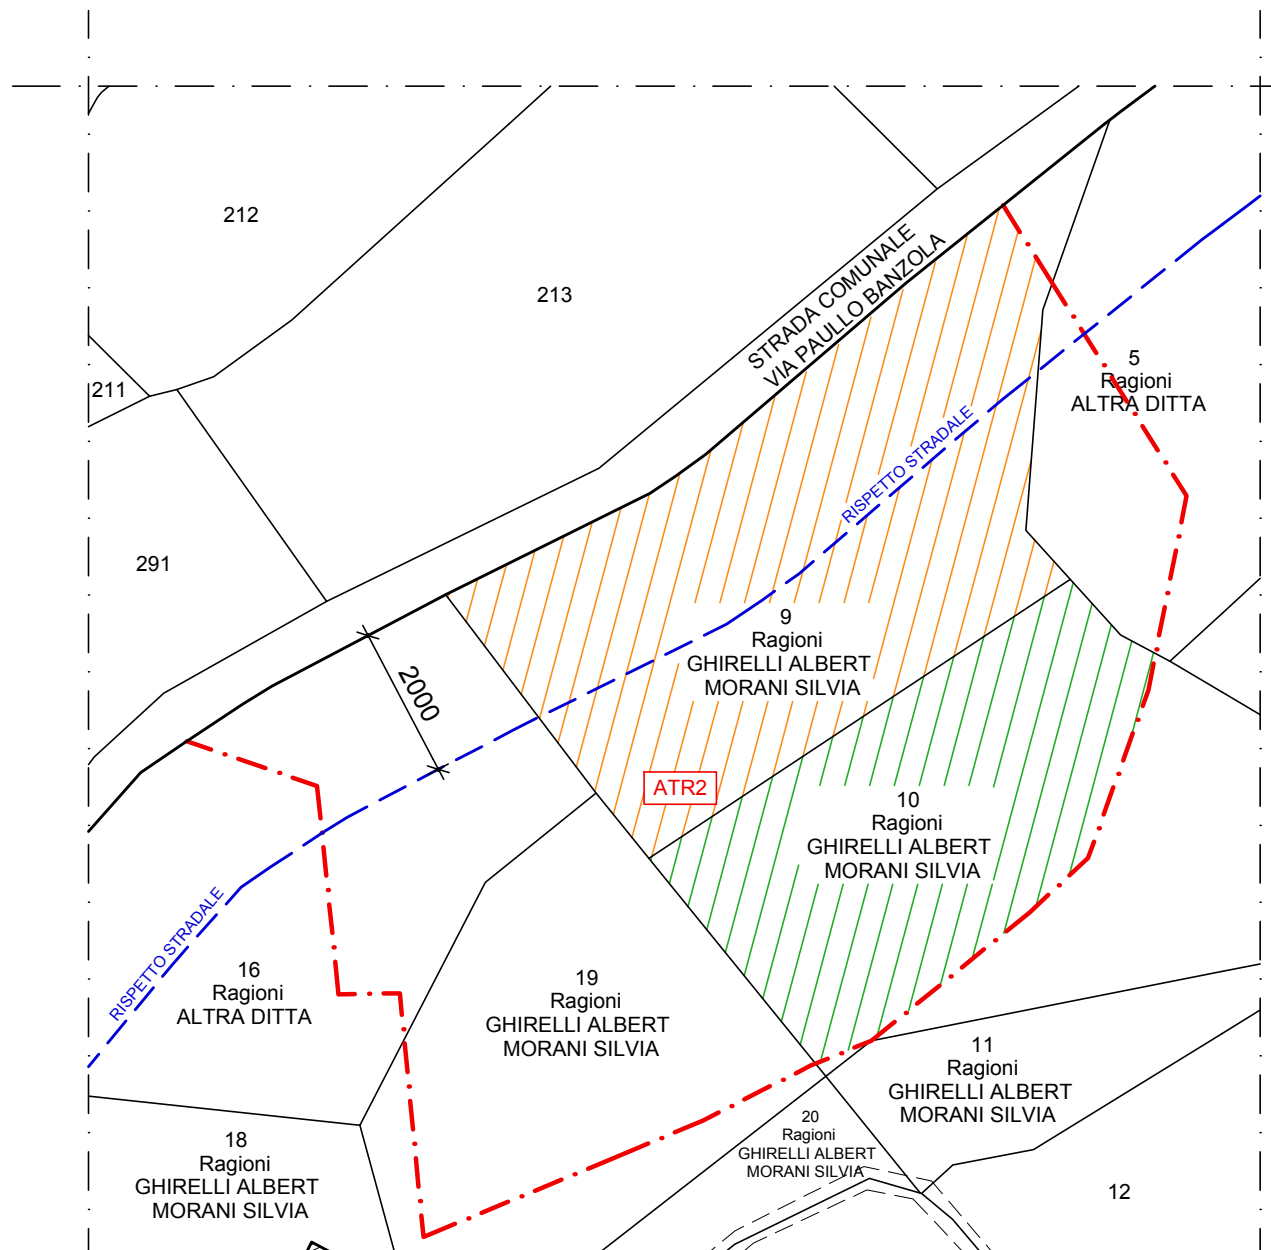 212
213
STRADA COMUNALE
VIA PAULLO BANZOLA
211
5
Ragioni
ALTRA DITTA
RISPETTO STRADALE
291
9
Ragioni
GHIRELLI ALBERT
MORANI SILVIA
2000
ATR2
10
Ragioni
GHIRELLI ALBERT
MORANI SILVIA
RISPETTO STRADALE
16
Ragioni
ALTRA DITTA
19
Ragioni
GHIRELLI ALBERT
MORANI SILVIA
11
Ragioni
GHIRELLI ALBERT
MORANI SILVIA
20
Ragioni
GHIRELLI ALBERT
MORANI SILVIA
18
Ragioni
GHIRELLI ALBERT
MORANI SILVIA
12